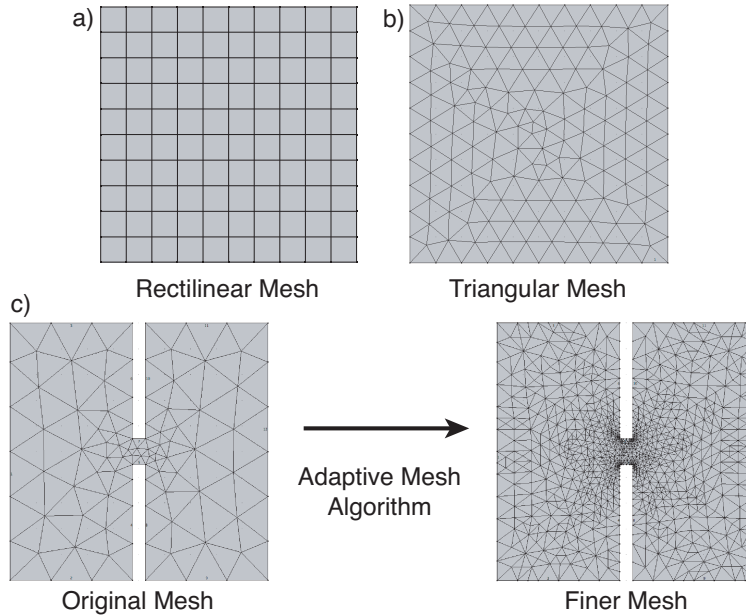 a)
b)
Rectilinear Mesh
Triangular Mesh
c)
Adaptive Mesh
Algorithm
Original Mesh
Finer Mesh